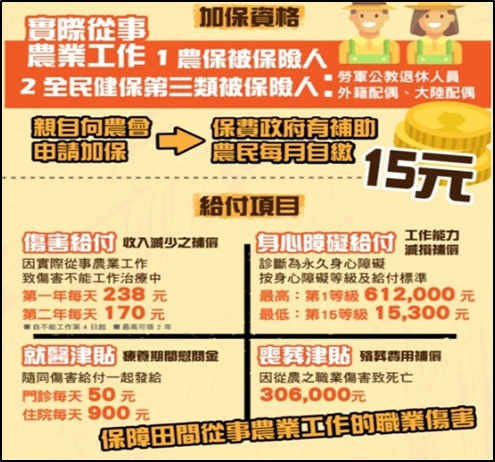 加保資格
實際從事
農業工作
1 農保被保險人
2 全民健保第三類被保險人：
▪勞軍公教退休人員
▪外籍配偶、大陸配偶
親自向農會
申請加保
保費政府有補助
農民每月自繳
15元
給付項目
傷害給付 收入減少之補償
因實際從事農業工作
致傷害不能工作治療中
第一年每天 238 元
第二年每天 170 元
■自不能工作第4日起 ■最高可領2年
身心障礙給付 工作能力
減損補償
診斷為永久身心障礙
按身心障礙等級及給付標準
最高：第1等級 612,000 元
最低：第15等級 15,300 元
就醫津貼 療養期間慰問金
隨同傷害給付一起發給
門診每天 50 元
住院每天 900 元
喪葬津貼 殯葬費用補償
因從農之職業傷害致死亡
306,000元
保障田間從事農業工作的職業傷害